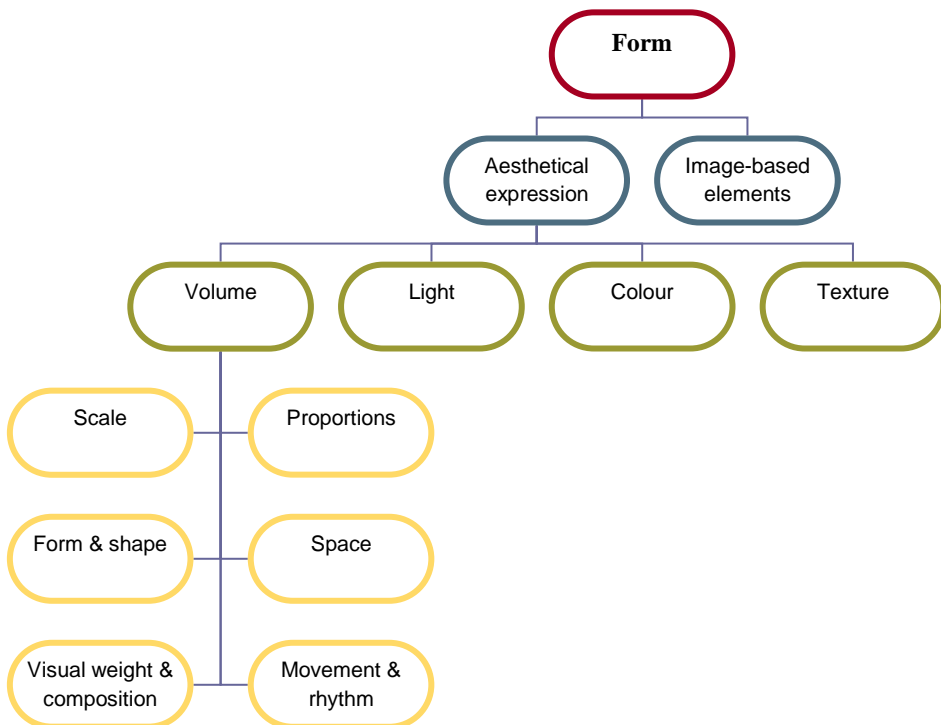 Form
Aesthetical
expression
Image-based
elements
Volume
Light
Colour
Texture
Scale
Proportions
Form & shape
Space
Visual weight &
composition
Movement &
rhythm